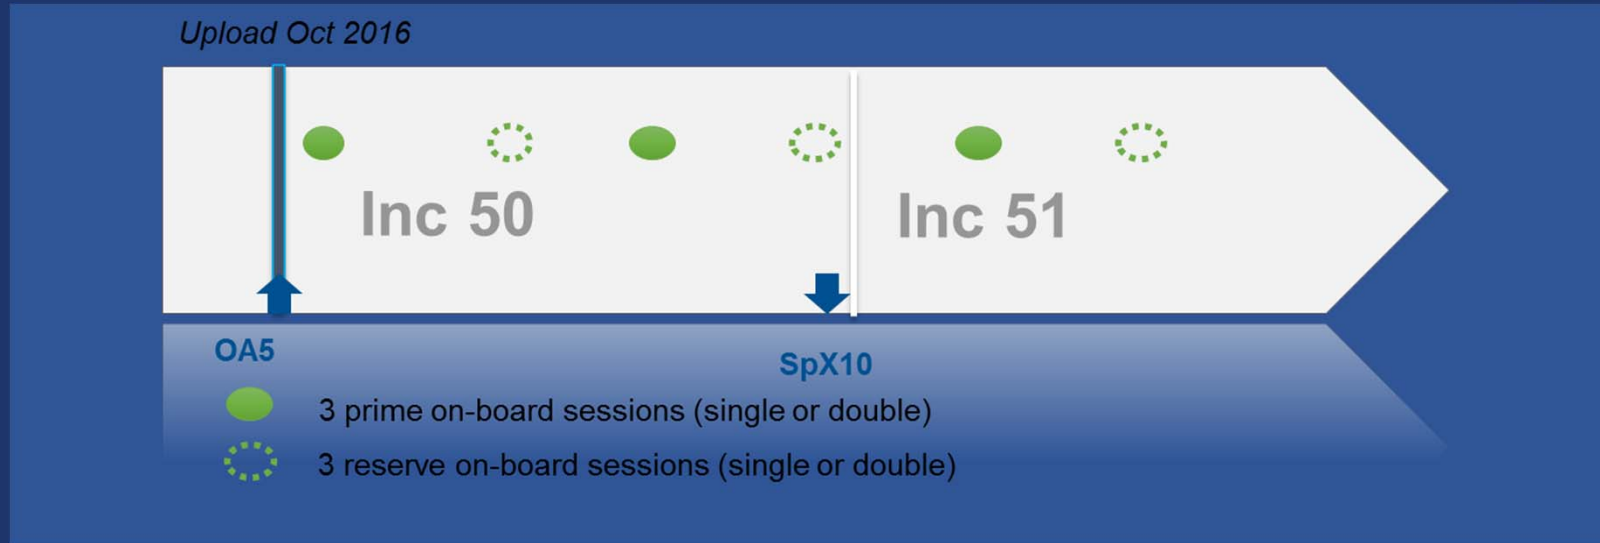 Upload Oct 2016
Inc 50
Inc 51
OA5
SpX10
3 prime on-board sessions (single or double)
3 reserve on-board sessions (single or double)